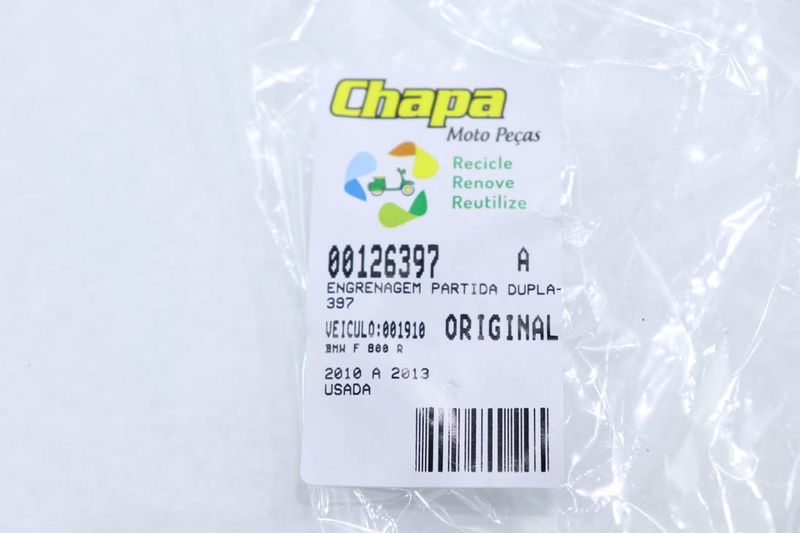 Chapa
Moto Peças
Recicle
Renove
Reutilize
00126397 A
ENGRENAGEM PARTIDA DUPLA-
397
VEICULO:001910 ORIGINAL
BMW F 800 R
2010 A 2013
USADA